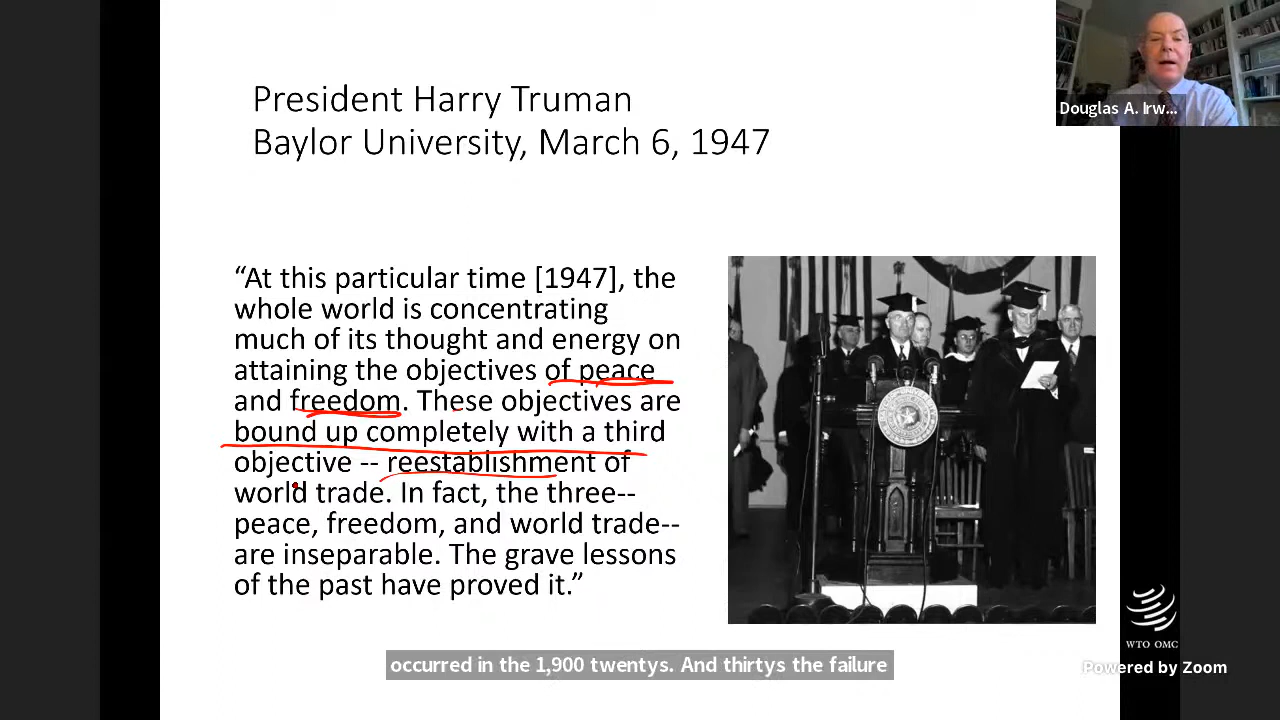 President Harry Truman
Baylor University, March 6, 1947
Douglas A. Irw...
“At this particular time [1947], the
whole world is concentrating
much of its thought and energy on
attaining the objectives of peace
and freedom. These objectives are
bound up completely with a third
objective -- reestablishment of
world trade. In fact, the three--
peace, freedom, and world trade--
are inseparable. The grave lessons
of the past have proved it.”
WTO OMC
Powered by Zoom
occurred in the 1,900 twentys. And thirtys the failure